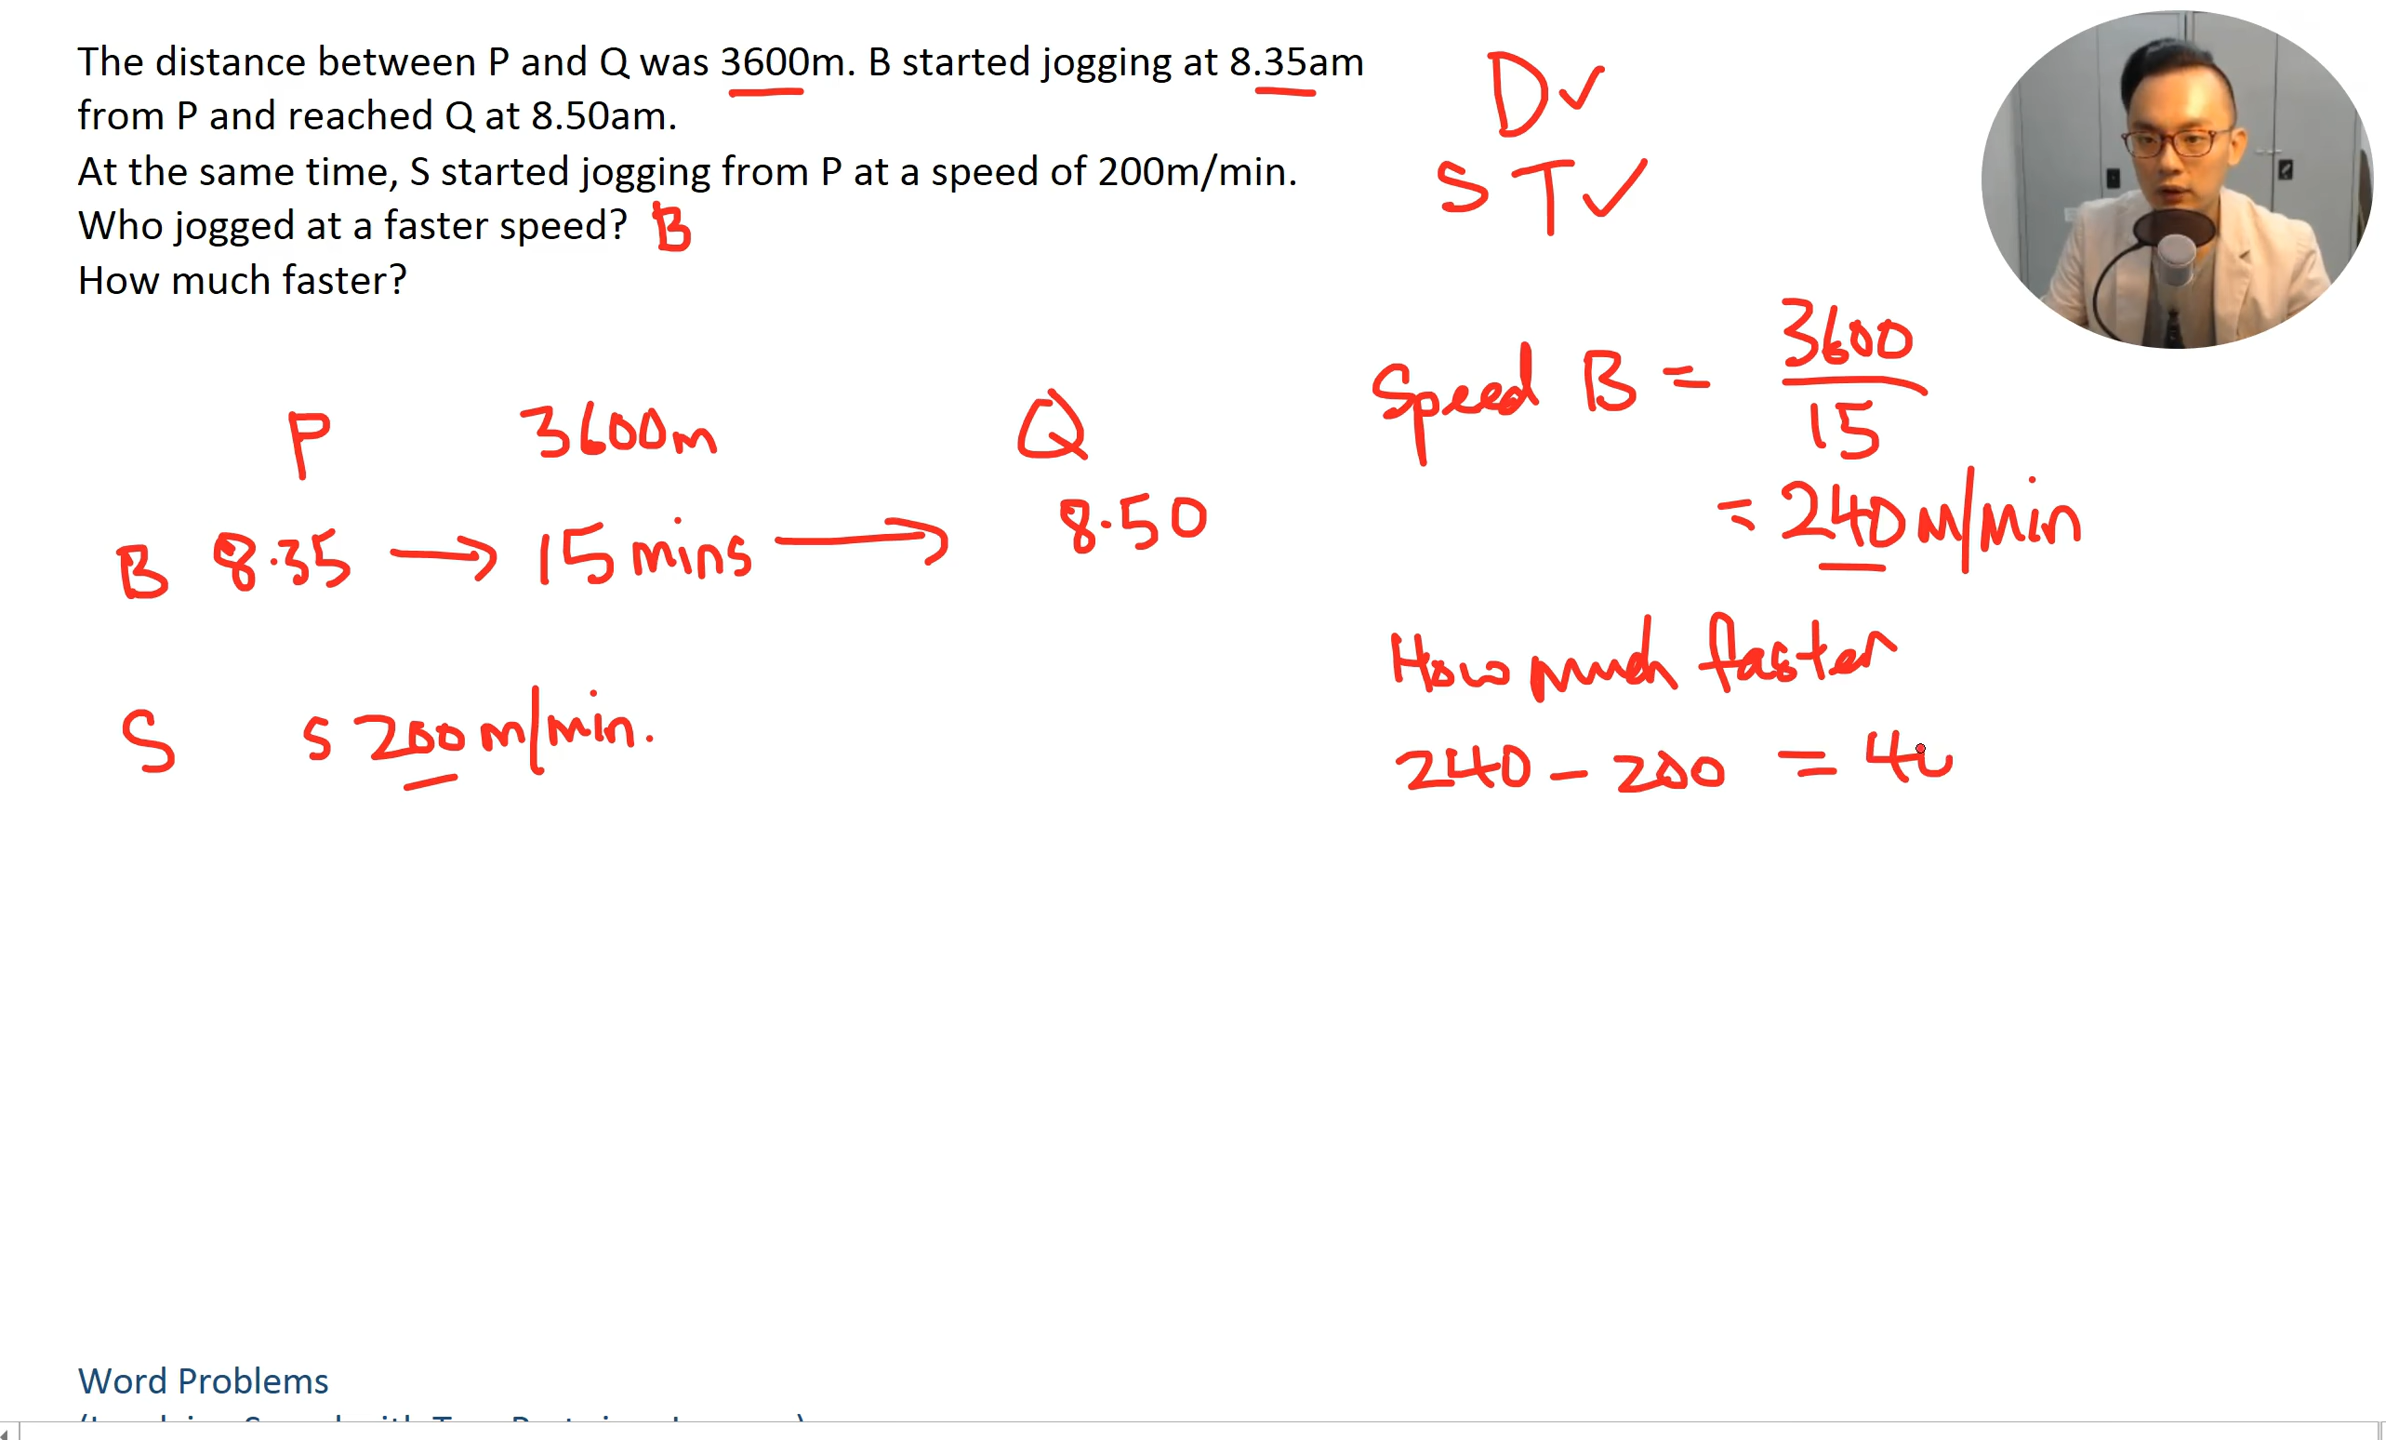 The distance between P and Q was 3600m. B started jogging at 8.35am
from P and reached Q at 8.50am.
At the same time, S started jogging from P at a speed of 200m/min.
Who jogged at a faster speed? B
How much faster?
D✓
S T✓
P 3600m Q
B 8.35 → 15 mins → 8.50
S S 200m/min.
Speed B = 3600
15
= 240m/min
How much faster
240 - 200 = 40
Word Problems